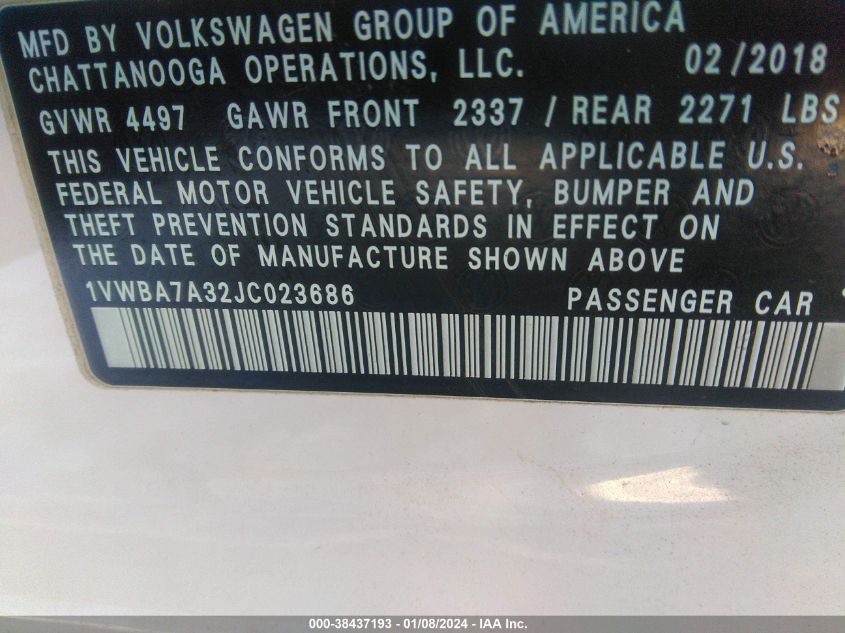 MFD BY VOLKSWAGEN GROUP OF AMERICA
CHATTANOOGA OPERATIONS, LLC. 02/2018
GVWR 4497 GAWR FRONT 2337 / REAR 2271 LBS
THIS VEHICLE CONFORMS TO ALL APPLICABLE U.S.
FEDERAL MOTOR VEHICLE SAFETY, BUMPER AND
THEFT PREVENTION STANDARDS IN EFFECT ON
THE DATE OF MANUFACTURE SHOWN ABOVE
1VWBA7A32JC023686 PASSENGER CAR
000-38437193 - 01/08/2024 - IAA Inc.